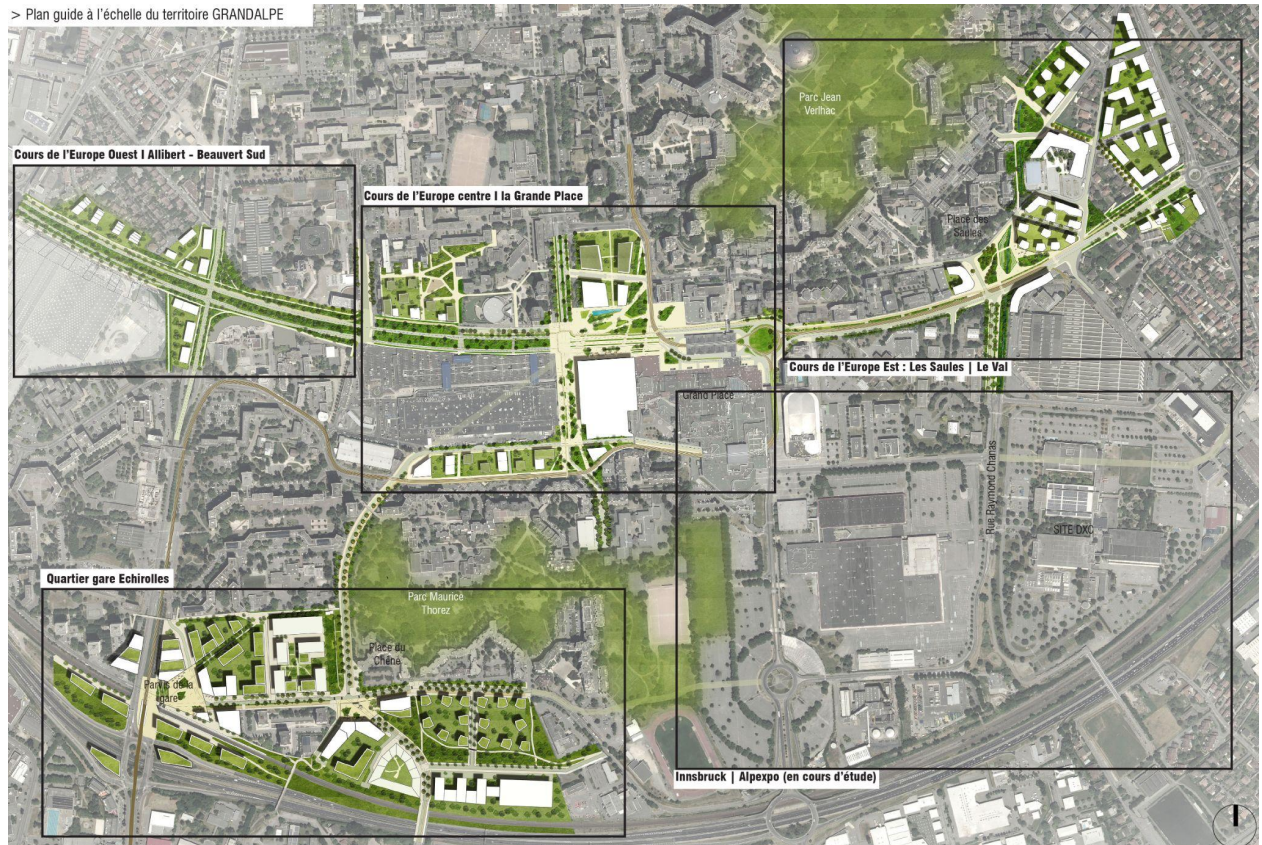 > Plan guide à l'échelle du territoire GRANDALPE
Parc Jean
Verlhac
Cours de l'Europe Ouest I Allibert - Beauvert Sud
Cours de l'Europe centre I la Grande Place
Place des
Saules
Cours de l'Europe Est : Les Saules | Le Val
Grand Place
Rue Raymond Chanas
SITE DXC
Quartier gare Echirolles
Parc Maurice
Thorez
Place du
Chêne
Parvis de la
gare
Innsbruck | Alpexpo (en cours d'étude)